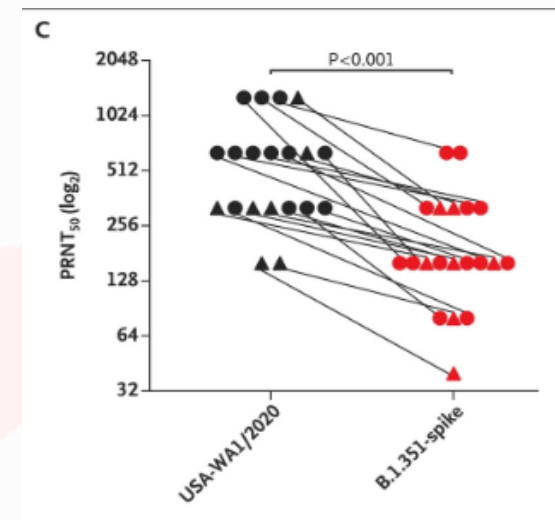 C
P<0.001
2048
1024
512
256
128
64
32
PRNT₅₀ (log₂)
USA-WA1/2020
B.1.351-spike